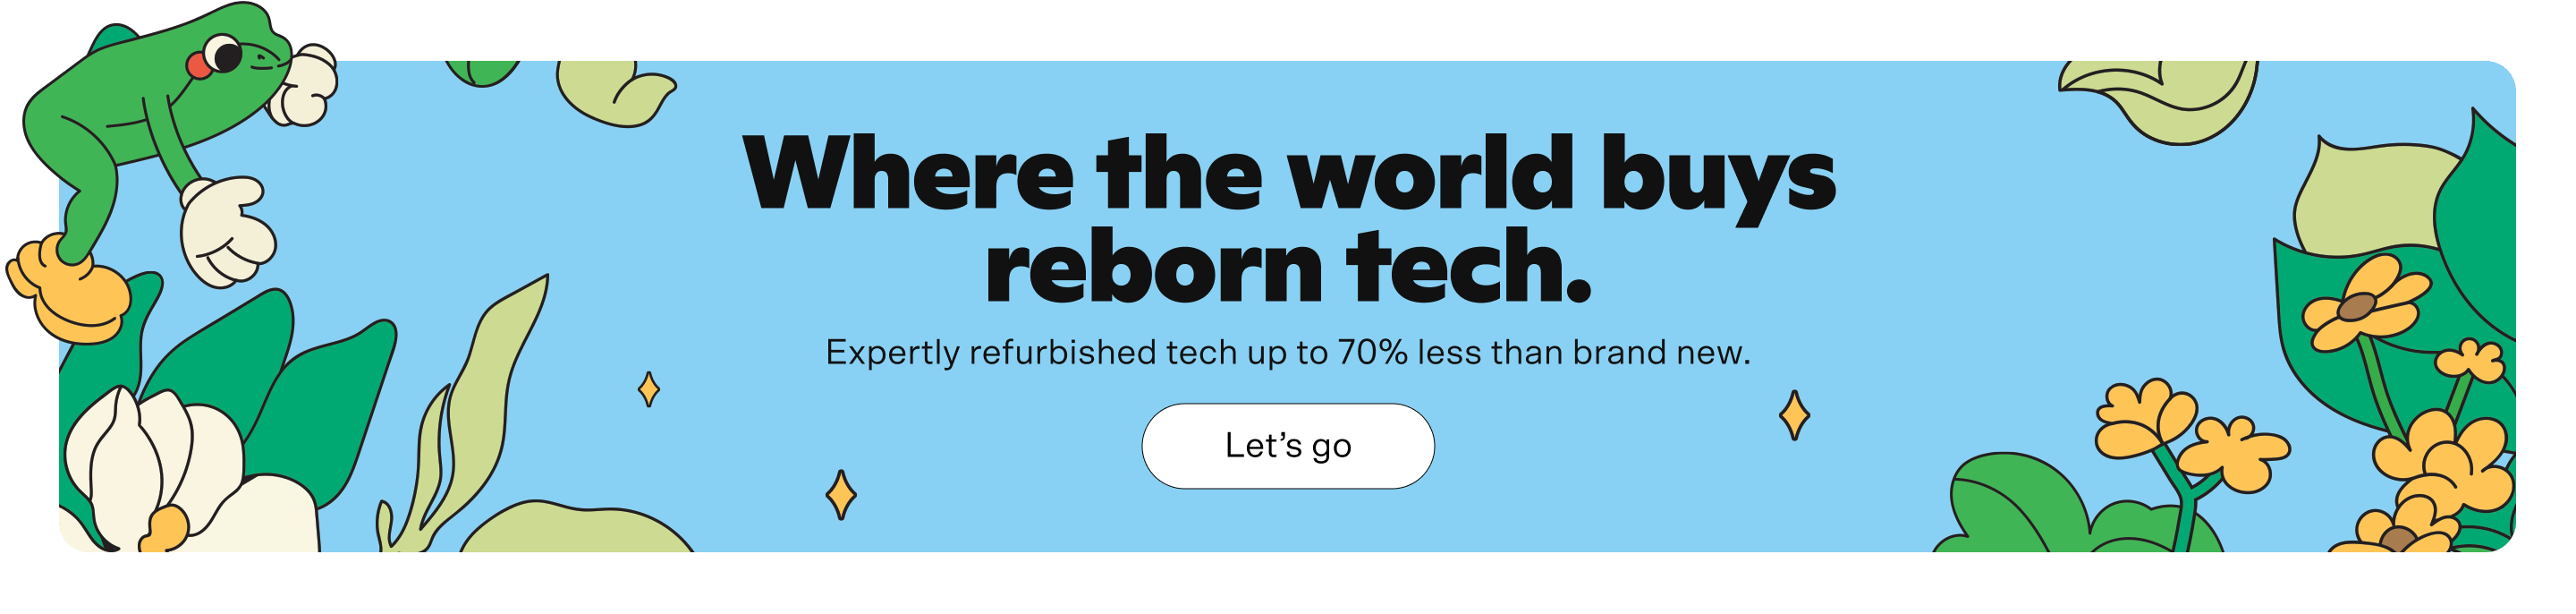 Where the world buys
reborn tech.
Expertly refurbished tech up to 70% less than brand new.
Let’s go